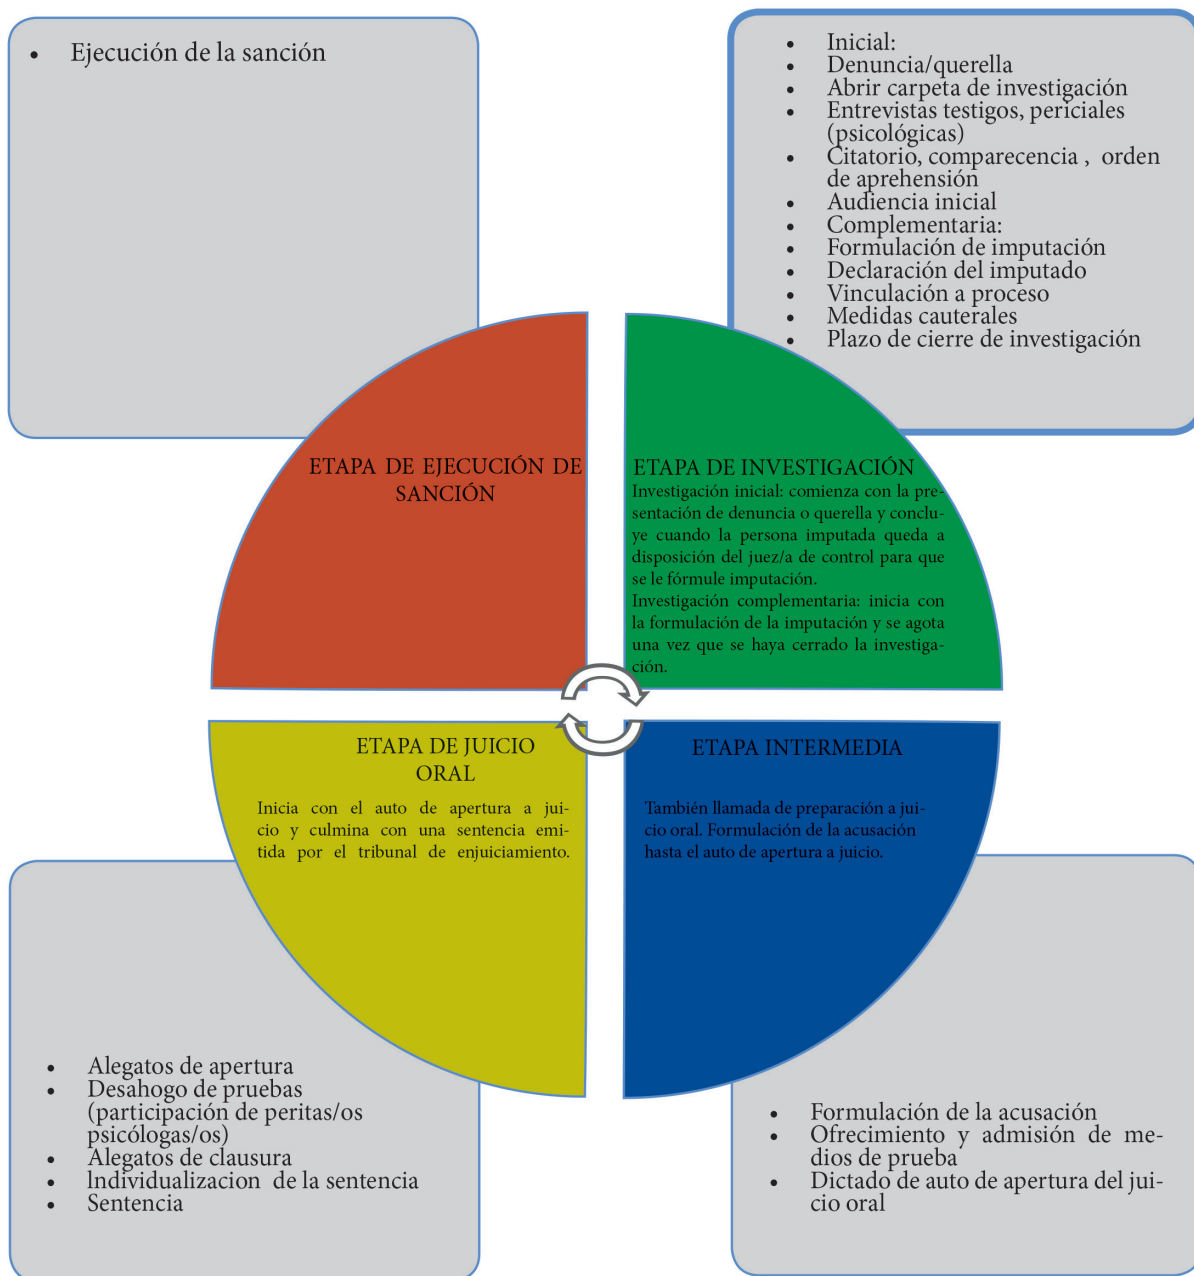 • Ejecución de la sanción
• Inicial:
• Denuncia/querella
• Abrir carpeta de investigación
• Entrevistas testigos, periciales
(psicológicas)
• Citatorio, comparecencia , orden
de aprehensión
• Audiencia inicial
• Complementaria:
• Formulación de imputación
• Declaración del imputado
• Vinculación a proceso
• Medidas cauterales
• Plazo de cierre de investigación
ETAPA DE EJECUCIÓN DE
SANCIÓN
ETAPA DE INVESTIGACIÓN
Investigación inicial: comienza con la pre-
sentación de denuncia o querella y conclu-
ye cuando la persona imputada queda a
disposición del juez/a de control para que
se le fórmule imputación.
Investigación complementaria: inicia con
la formulación de la imputación y se agota
una vez que se haya cerrado la investiga-
ción.
ETAPA DE JUICIO
ORAL
Inicia con el auto de apertura a jui-
cio y culmina con una sentencia emi-
tida por el tribunal de enjuiciamiento.
ETAPA INTERMEDIA
También llamada de preparación a jui-
cio oral. Formulación de la acusación
hasta el auto de apertura a juicio.
• Alegatos de apertura
• Desahogo de pruebas
(participación de peritas/os
psicólogas/os)
• Alegatos de clausura
• Individualizacion de la sentencia
• Sentencia
• Formulación de la acusación
• Ofrecimiento y admisión de me-
dios de prueba
• Dictado de auto de apertura del jui-
cio oral